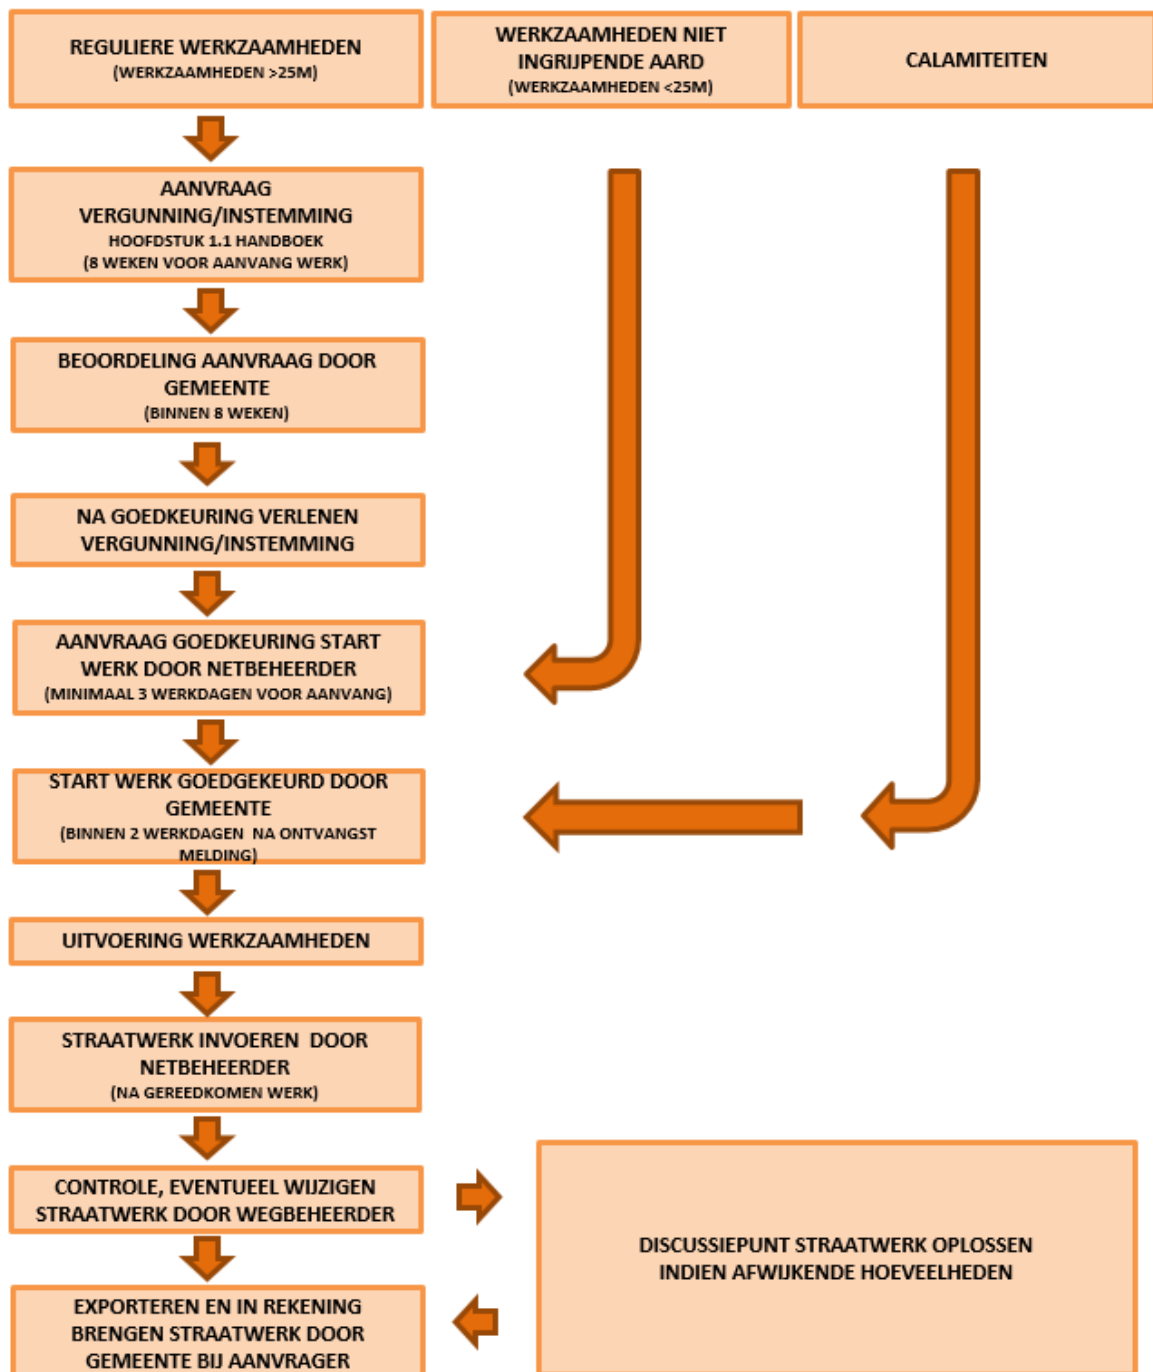 REGULIERE WERKZAAMHEDEN
(WERKZAAMHEDEN >25M)
WERKZAAMHEDEN NIET
INGRIJPENDE AARD
(WERKZAAMHEDEN <25M)
CALAMITEITEN
AANVRAAG
VERGUNNING/INSTEMMING
HOOFDSTUK 1.1 HANDBOEK
(8 WEKEN VOOR AANVANG WERK)
BEOORDELING AANVRAAG DOOR
GEMEENTE
(BINNEN 8 WEKEN)
NA GOEDKEURING VERLENEN
VERGUNNING/INSTEMMING
AANVRAAG GOEDKEURING START
WERK DOOR NETBEHEERDER
(MINIMAAL 3 WERKDAGEN VOOR AANVANG)
START WERK GOEDGEKEURD DOOR
GEMEENTE
(BINNEN 2 WERKDAGEN NA ONTVANGST
MELDING)
UITVOERING WERKZAAMHEDEN
STRAATWERK INVOEREN DOOR
NETBEHEERDER
(NA GEREEDKOMEN WERK)
CONTROLE, EVENTUEEL WIJZIGEN
STRAATWERK DOOR WEGBEHEERDER
DISCUSSIEPUNT STRAATWERK OPLOSSEN
INDIEN AFWIJKENDE HOEVEELHEDEN
EXPORTEREN EN IN REKENING
BRENGEN STRAATWERK DOOR
GEMEENTE BIJ AANVRAGER